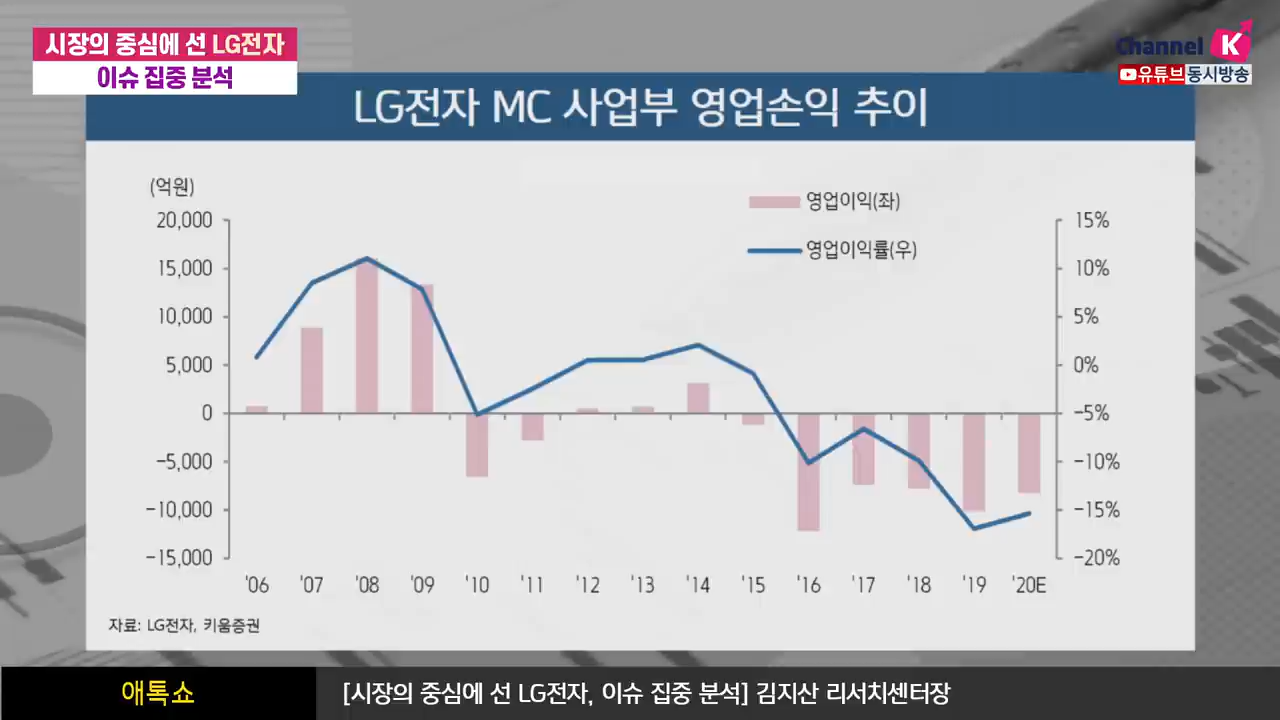 시장의 중심에 선 LG전자
이슈 집중 분석
Channel K
유튜브동시방송
LG전자 MC 사업부 영업손익 추이
(억원)
영업이익(좌)
영업이익률(우)
20,000
15,000
10,000
5,000
0
-5,000
-10,000
-15,000
15%
10%
5%
0%
-5%
-10%
-15%
-20%
'06 '07 '08 '09 '10 '11 '12 '13 '14 '15 '16 '17 '18 '19 '20E
자료: LG전자, 키움증권
애톡쇼
[시장의 중심에 선 LG전자, 이슈 집중 분석] 김지산 리서치센터장